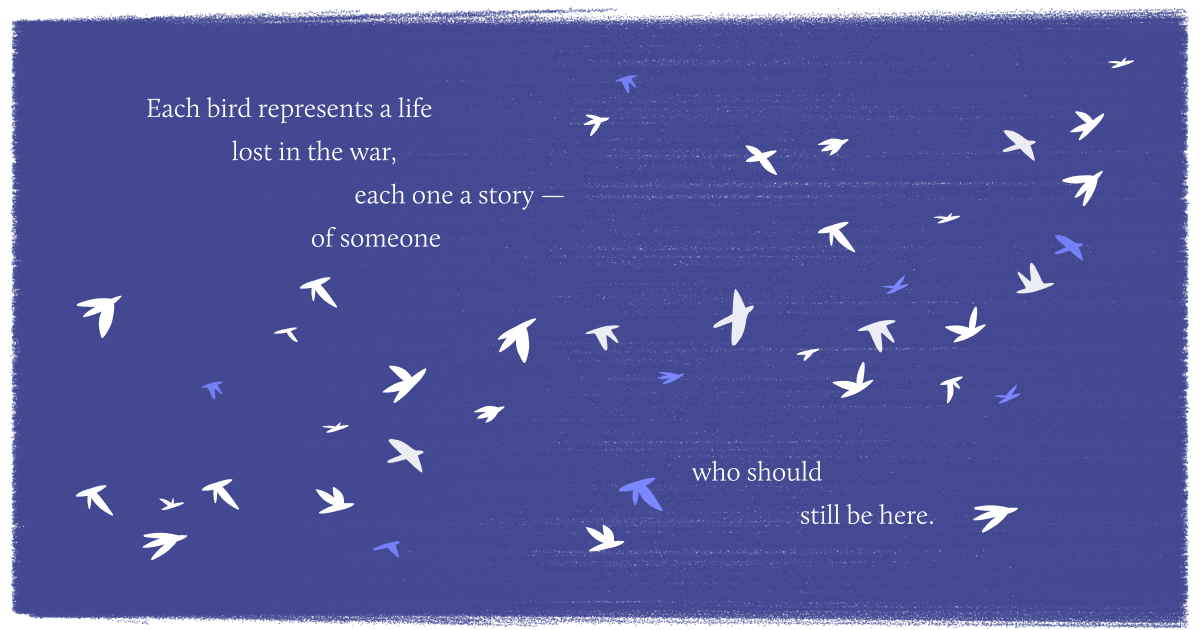 Each bird represents a life
lost in the war,
each one a story —
of someone
who should
still be here.